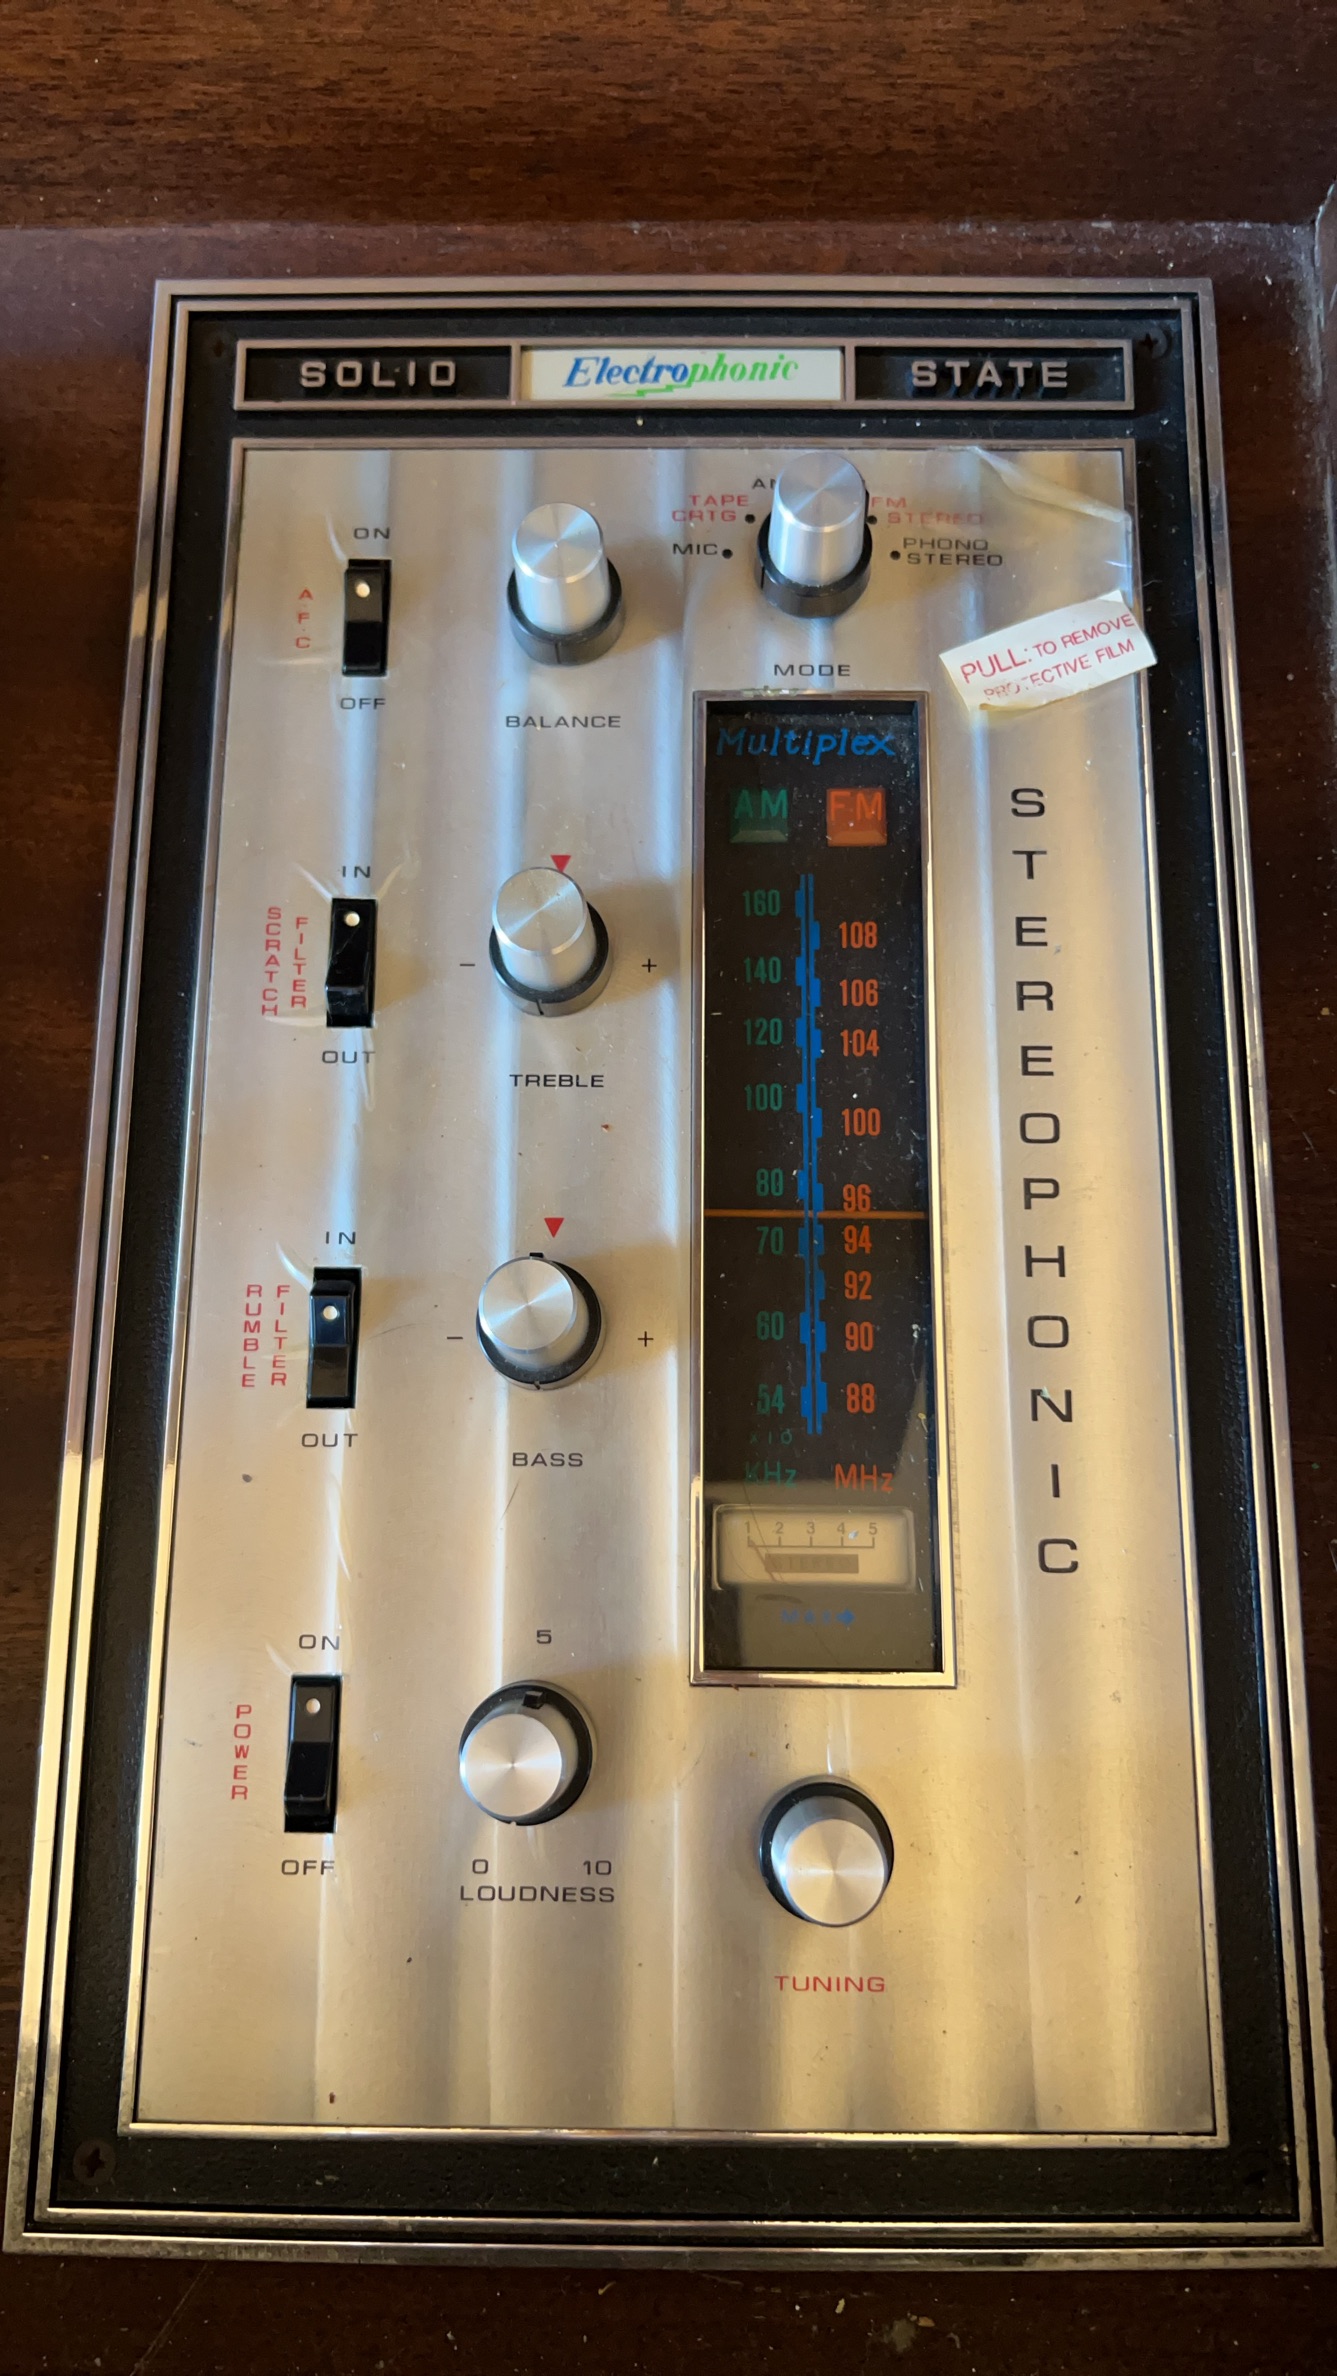 SOLID Electrophonic STATE
ON
A.F.C
OFF
BALANCE
TAPE
CRTG
MIC
FM
STEREO
PHONO
STEREO
MODE
PULL: TO REMOVE
PROTECTIVE FILM
Multiplex
AM FM
160
108
140
106
120
104
100
100
80
96
70
94
92
60
90
54
88
KHz MHz
1 2 3 4 5
STEREOPHONIC
IN
SCRATCH
FILTER
OUT
- +
TREBLE
IN
RUMBLE
FILTER
OUT
- +
BASS
ON
POWER
OFF
5
0 10
LOUDNESS
TUNING